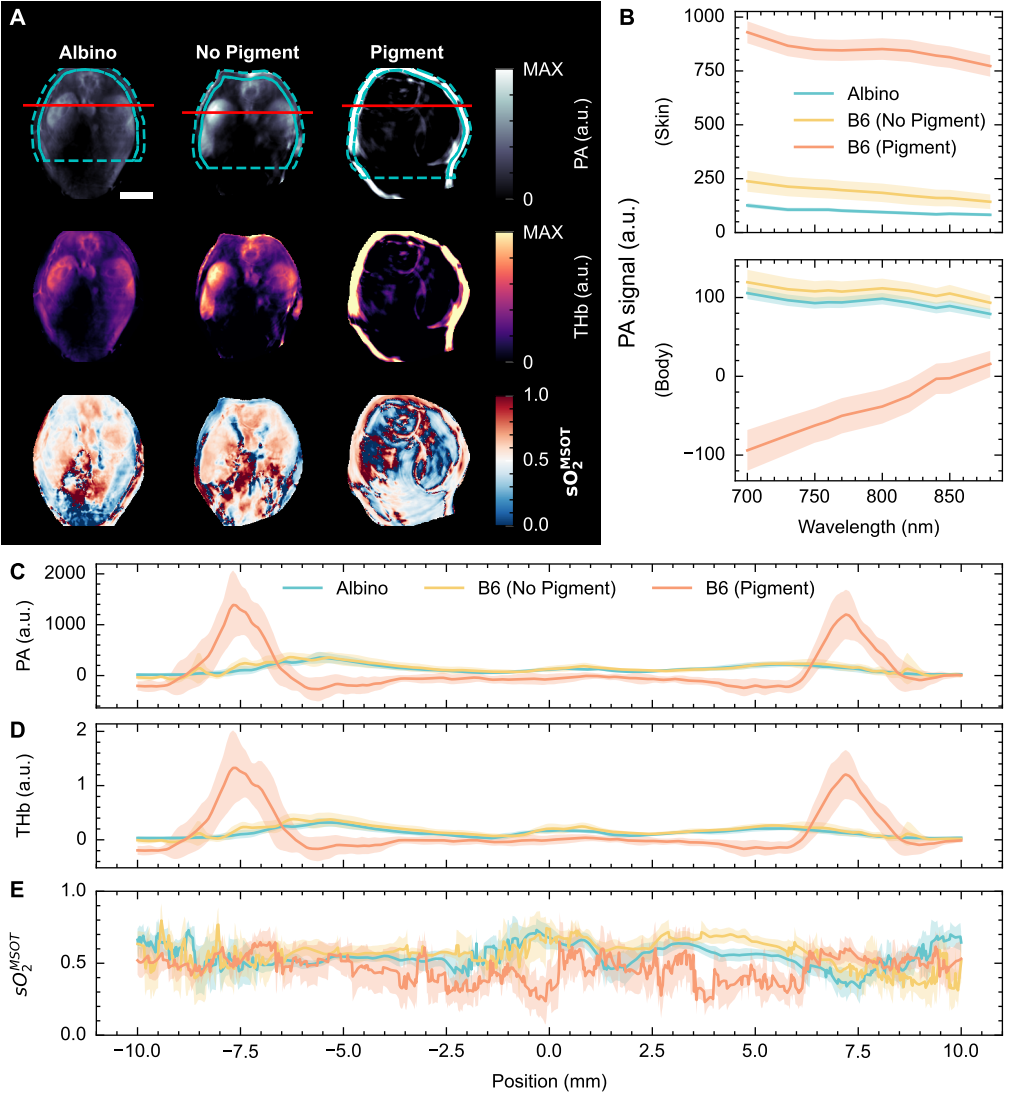 A
Albino
No Pigment
Pigment
MAX
PA (a.u.)
0
MAX
THb (a.u.)
0
1.0
0.5
0.0
sO₂ᴹˢᴼᵀ
B
1000
750
500
250
0
(Skin)
Albino
B6 (No Pigment)
B6 (Pigment)
PA signal (a.u.)
100
0
−100
(Body)
700
750
800
850
Wavelength (nm)
C
2000
1000
0
PA (a.u.)
Albino
B6 (No Pigment)
B6 (Pigment)
D
2
1
0
THb (a.u.)
E
1.0
0.5
0.0
sO₂ᴹˢᴼᵀ
−10.0
−7.5
−5.0
−2.5
0.0
2.5
5.0
7.5
10.0
Position (mm)